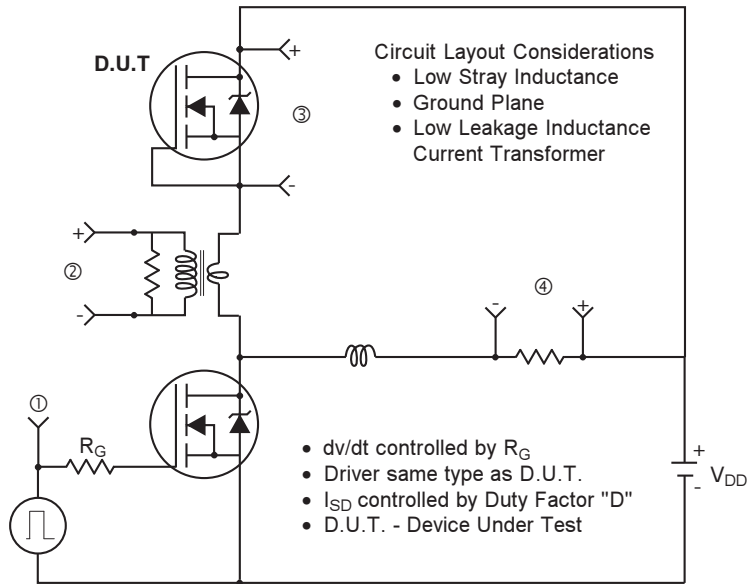 D.U.T
+
③
-
Circuit Layout Considerations
• Low Stray Inductance
• Ground Plane
• Low Leakage Inductance
Current Transformer
+
②
-
-
④
+
①
RG
• dv/dt controlled by RG
• Driver same type as D.U.T.
• ISD controlled by Duty Factor "D"
• D.U.T. - Device Under Test
+
VDD
-